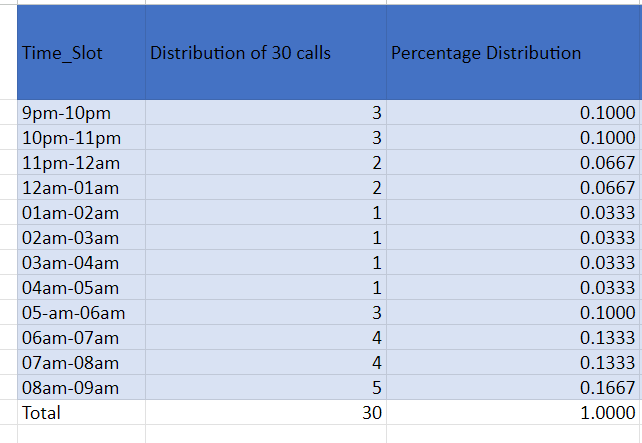 Time_Slot Distribution of 30 calls Percentage Distribution
9pm-10pm 3 0.1000
10pm-11pm 3 0.1000
11pm-12am 2 0.0667
12am-01am 2 0.0667
01am-02am 1 0.0333
02am-03am 1 0.0333
03am-04am 1 0.0333
04am-05am 1 0.0333
05-am-06am 3 0.1000
06am-07am 4 0.1333
07am-08am 4 0.1333
08am-09am 5 0.1667
Total 30 1.0000